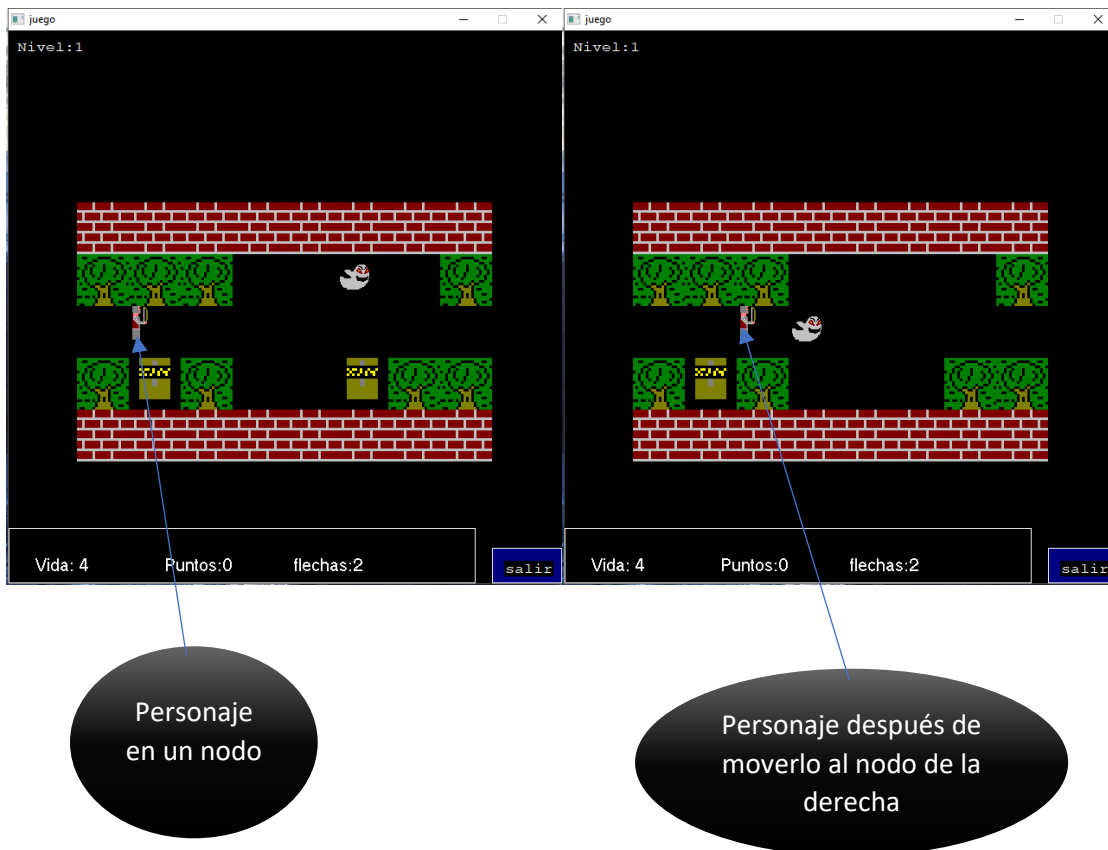 juego
Nivel:1
Vida: 4 Puntos:0 flechas:2
salir
juego
Nivel:1
Vida: 4 Puntos:0 flechas:2
salir
Personaje
en un nodo
Personaje después de
moverlo al nodo de la
derecha